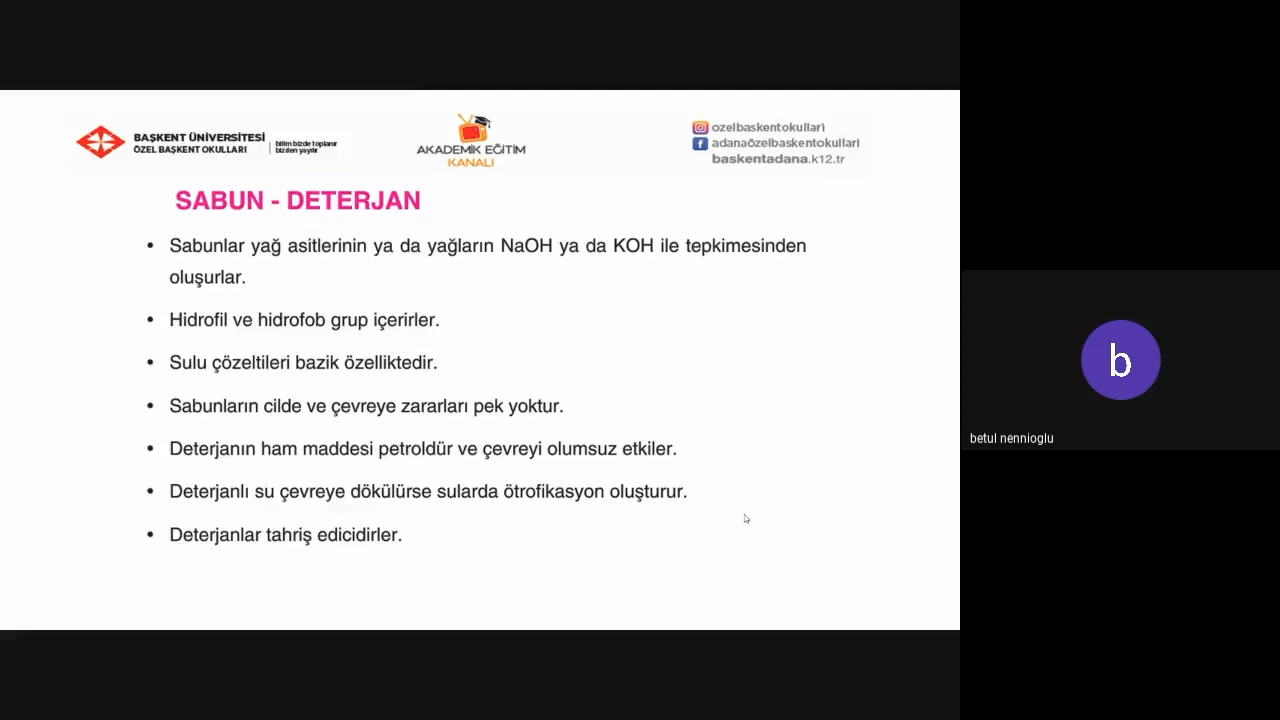 BAŞKENT ÜNİVERSİTESİ
ÖZEL BAŞKENT OKULLARI
bilim bizde toplanır
bizden yayılır
AKADEMİK EĞİTİM
KANALI
ozelbaskentokullari
adanaözelbaskentokullari
baskentadana.k12.tr
SABUN - DETERJAN
• Sabunlar yağ asitlerinin ya da yağların NaOH ya da KOH ile tepkimesinden
oluşurlar.
• Hidrofil ve hidrofob grup içerirler.
• Sulu çözeltileri bazik özelliktedir.
• Sabunların cilde ve çevreye zararları pek yoktur.
• Deterjanın ham maddesi petroldür ve çevreyi olumsuz etkiler.
• Deterjanlı su çevreye dökülürse sularda ötrofikasyon oluşturur.
• Deterjanlar tahriş edicidirler.
b
betul nennioglu